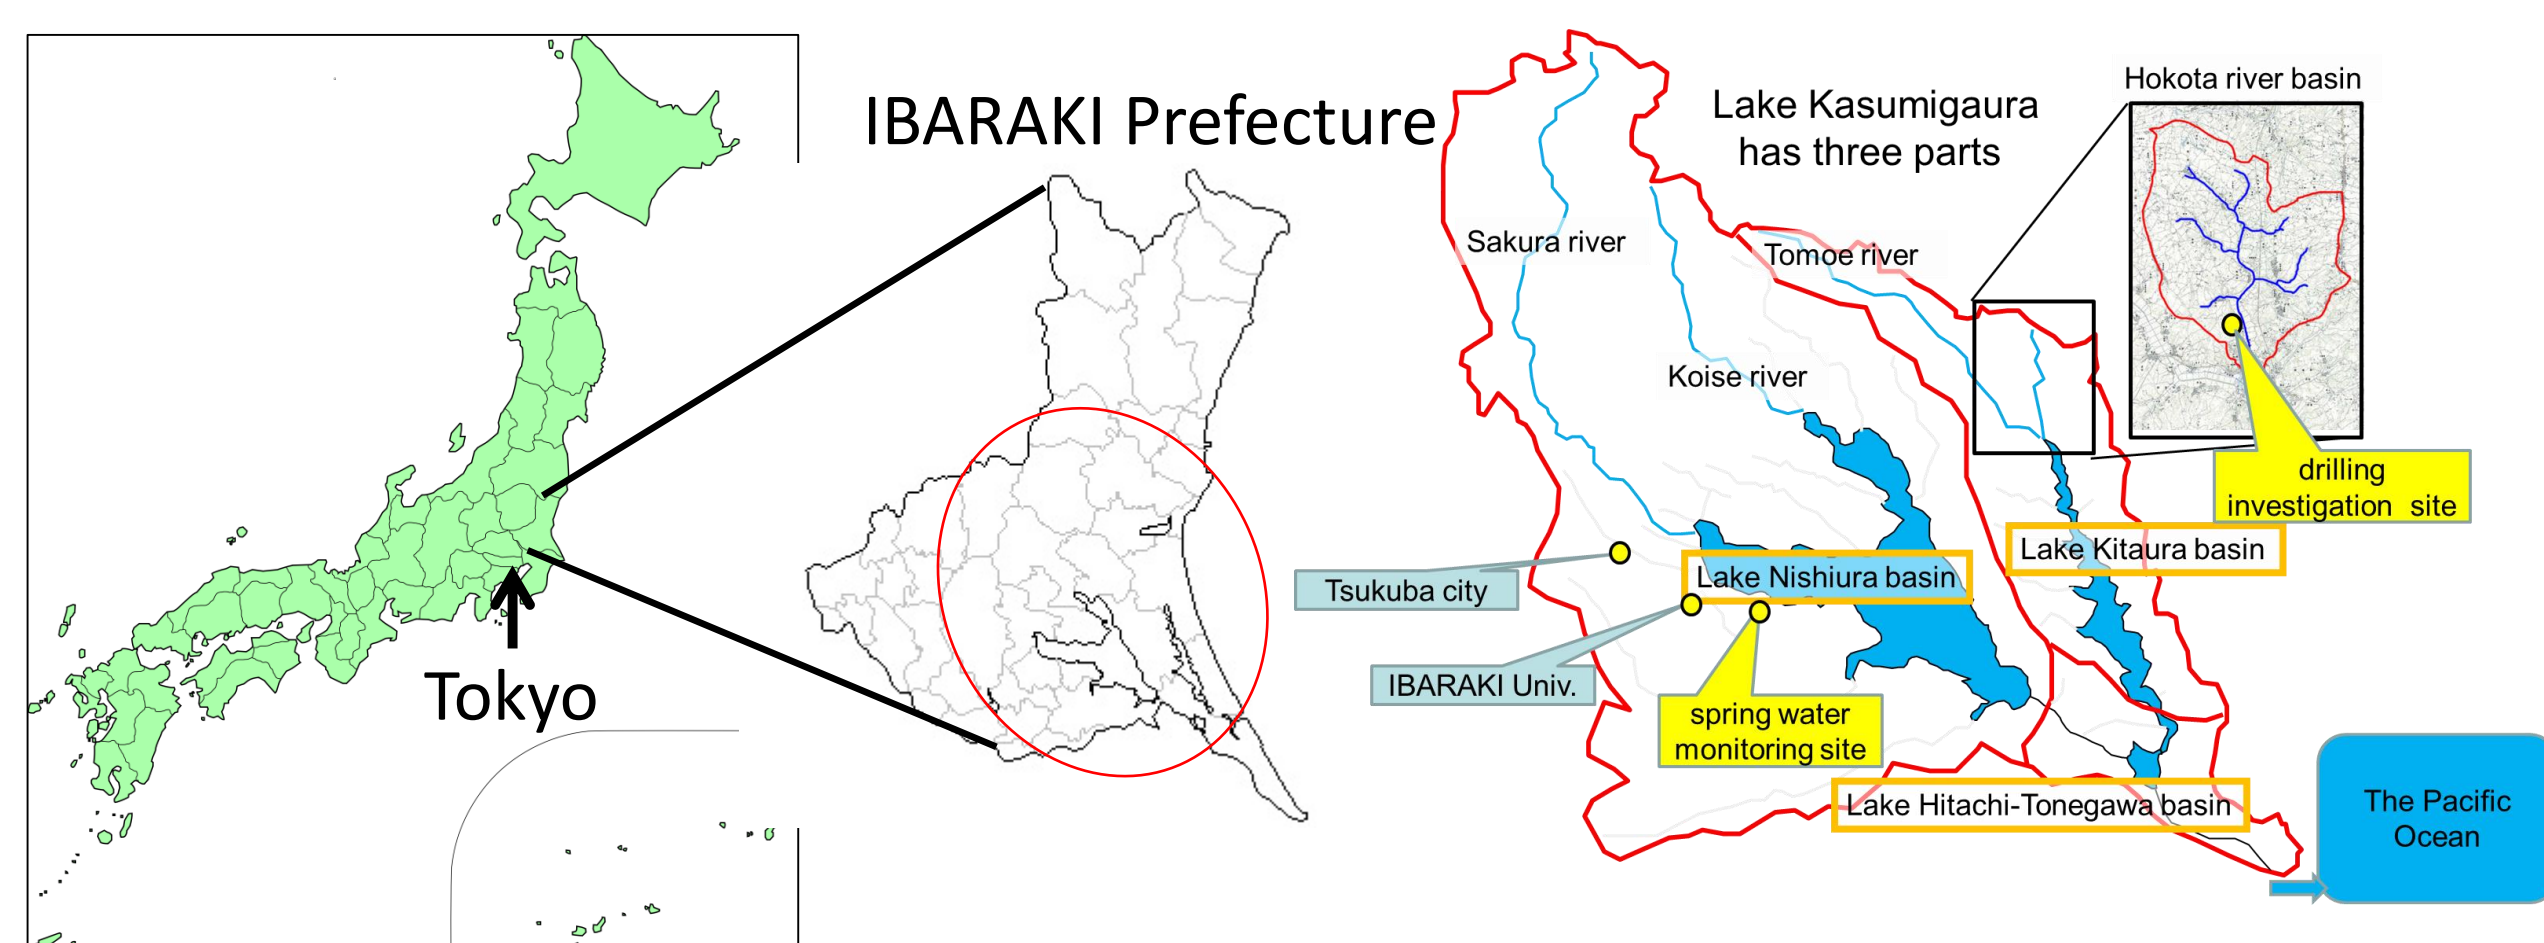 IBARAKI Prefecture
Tokyo
Lake Kasumigaura
has three parts
Hokota river basin
Sakura river
Tomoe river
Koise river
drilling
investigation site
Lake Kitaura basin
Tsukuba city
Lake Nishiura basin
IBARAKI Univ.
spring water
monitoring site
Lake Hitachi-Tonegawa basin
The Pacific
Ocean